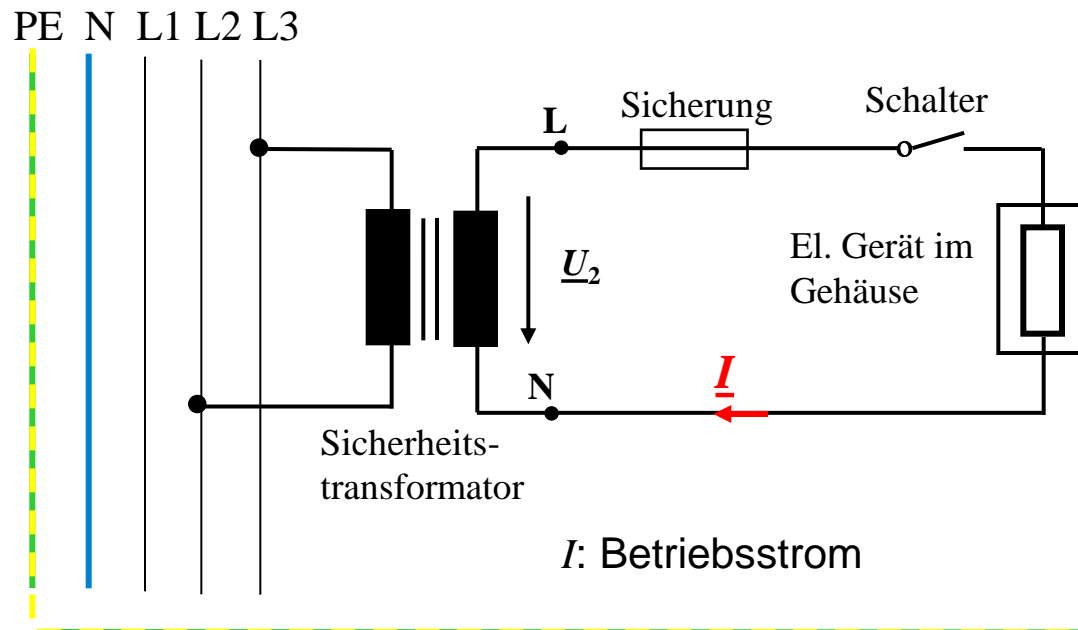 PE N L1 L2 L3
Sicherung
Schalter
L
U2
El. Gerät im
Gehäuse
N
I
Sicherheits-
transformator
I: Betriebsstrom